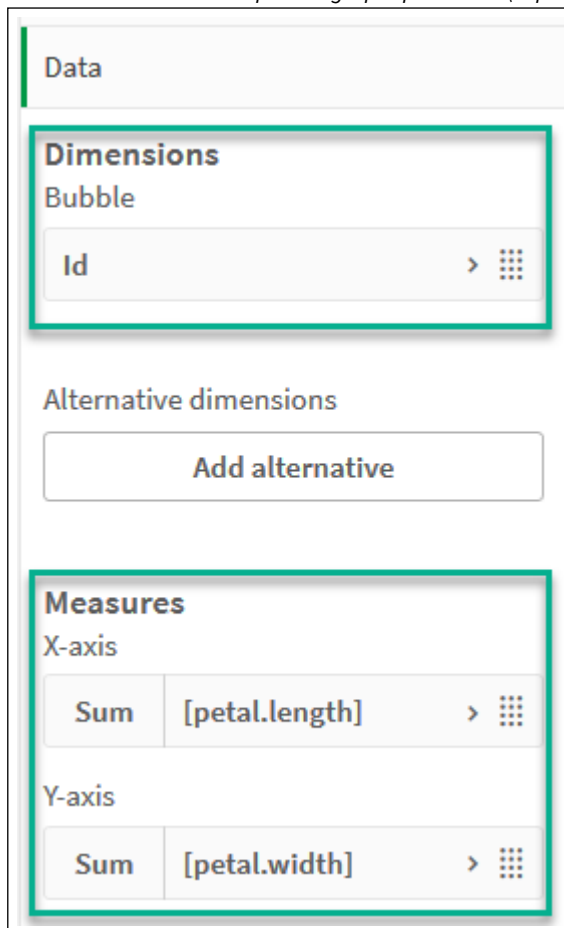 Data
Dimensions
Bubble
Id
Alternative dimensions
Add alternative
Measures
X-axis
Sum [petal.length]
Y-axis
Sum [petal.width]